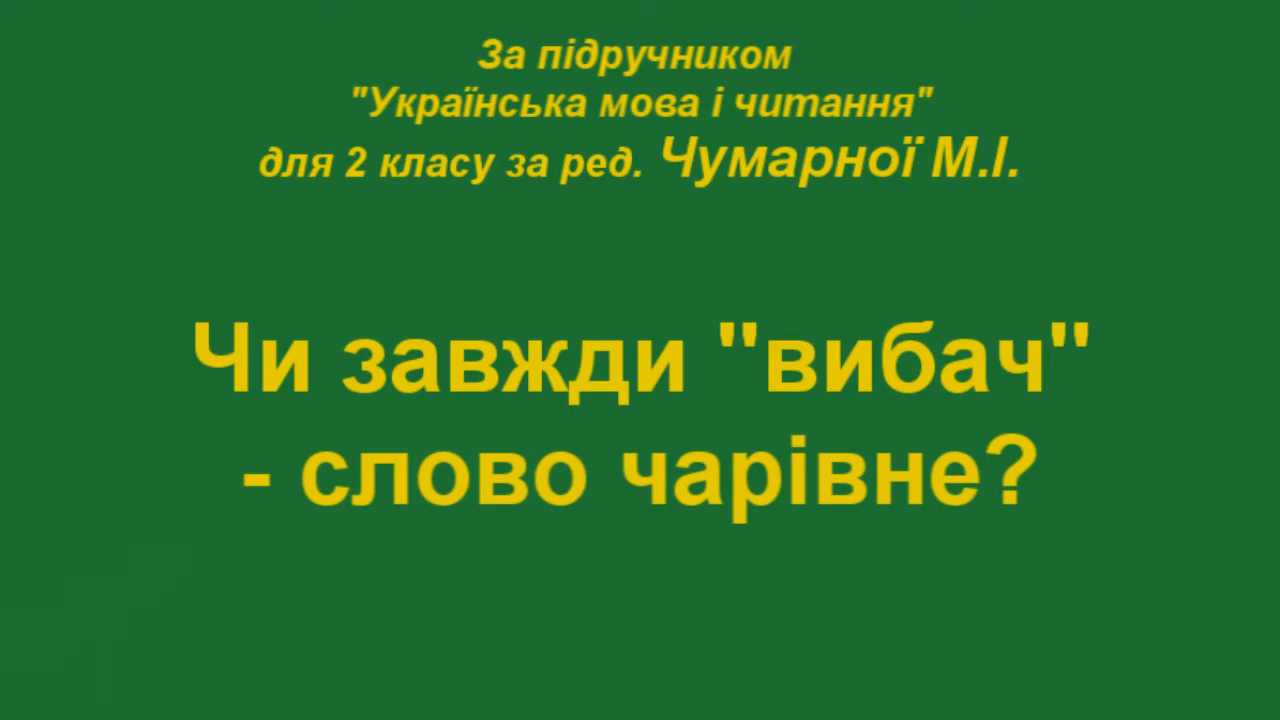 За підручником
"Українська мова і читання"
для 2 класу за ред. Чумарної М.І.
Чи завжди "вибач"
- слово чарівне?